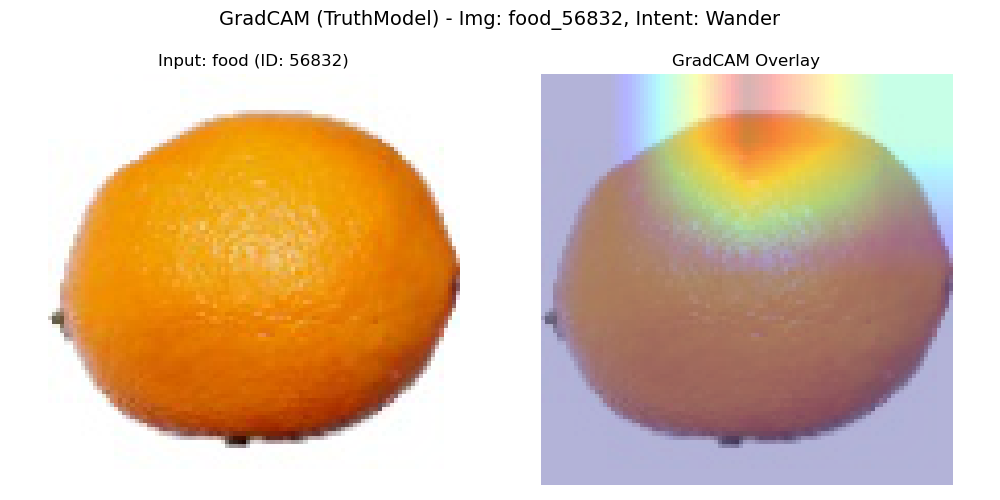 GradCAM (TruthModel) - Img: food_56832, Intent: Wander
Input: food (ID: 56832)
GradCAM Overlay